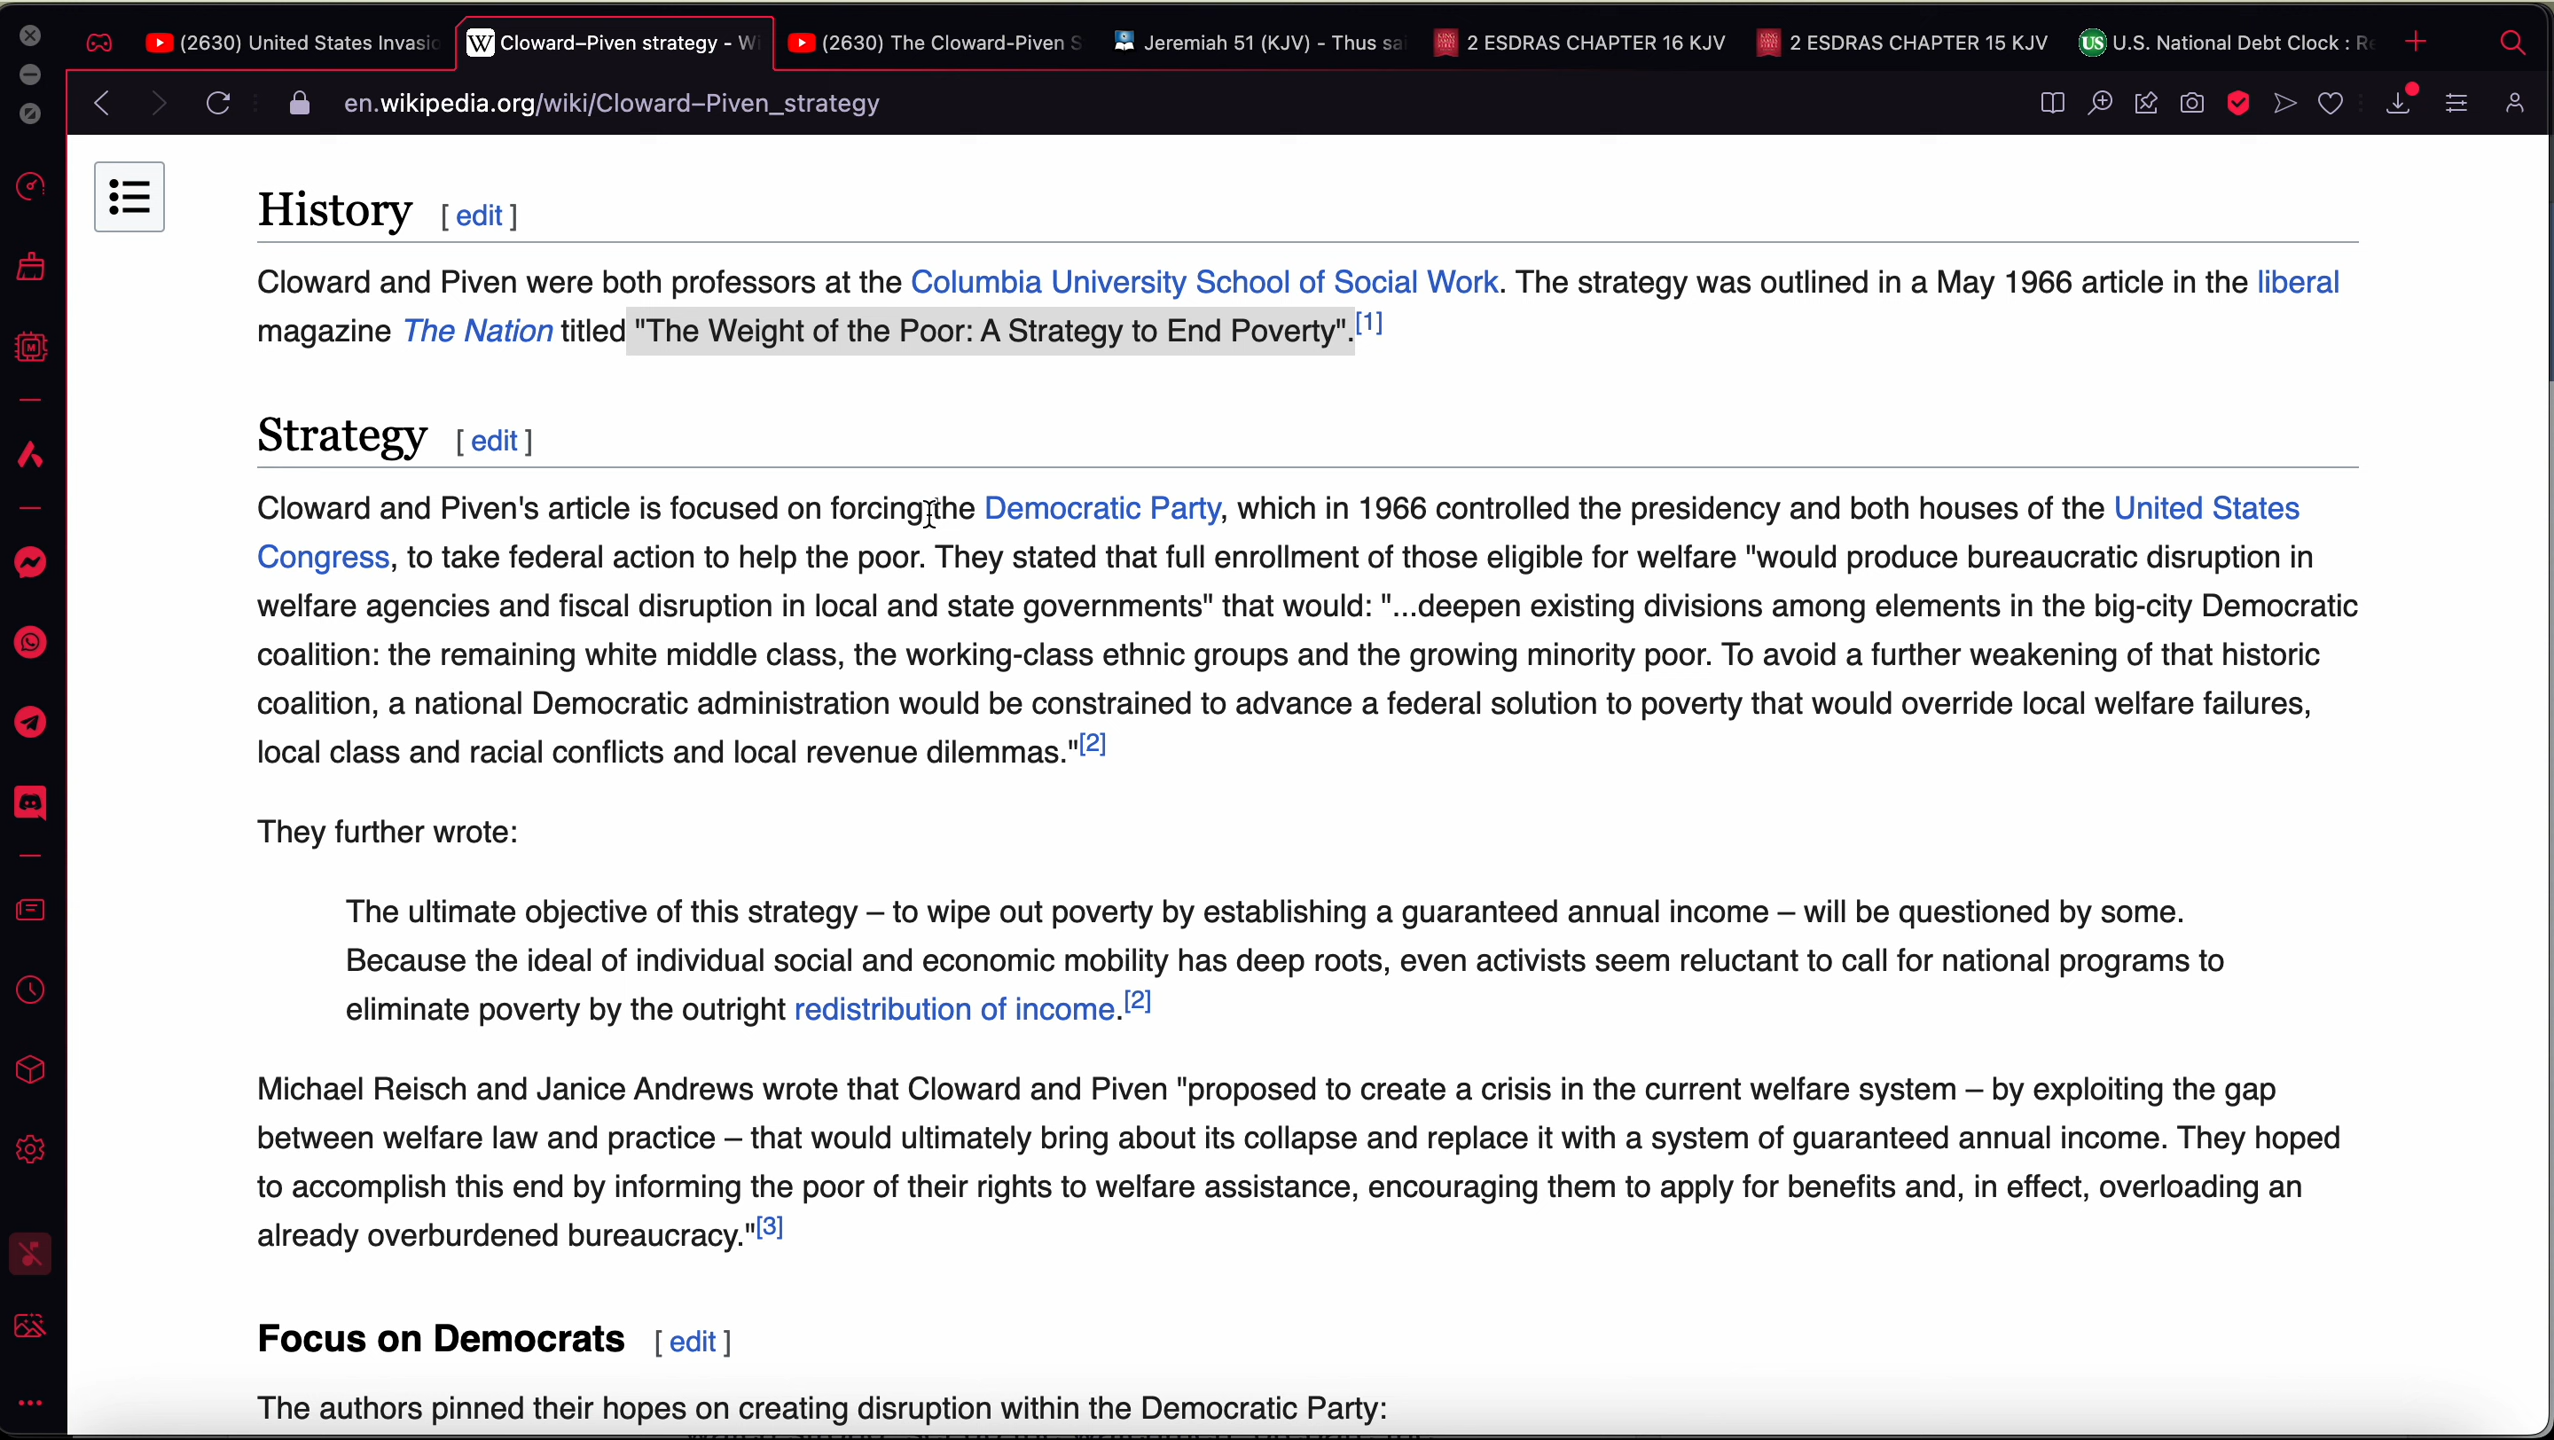 (2630) United States Invasio
Cloward–Piven strategy - Wi
(2630) The Cloward-Piven S
Jeremiah 51 (KJV) - Thus sai
2 ESDRAS CHAPTER 16 KJV
2 ESDRAS CHAPTER 15 KJV
US
U.S. National Debt Clock : Re
en.wikipedia.org/wiki/Cloward–Piven_strategy
History [ edit ]
Cloward and Piven were both professors at the Columbia University School of Social Work. The strategy was outlined in a May 1966 article in the liberal
magazine The Nation titled "The Weight of the Poor: A Strategy to End Poverty".[1]
Strategy [ edit ]
Cloward and Piven's article is focused on forcing the Democratic Party, which in 1966 controlled the presidency and both houses of the United States
Congress, to take federal action to help the poor. They stated that full enrollment of those eligible for welfare "would produce bureaucratic disruption in
welfare agencies and fiscal disruption in local and state governments" that would: "...deepen existing divisions among elements in the big-city Democratic
coalition: the remaining white middle class, the working-class ethnic groups and the growing minority poor. To avoid a further weakening of that historic
coalition, a national Democratic administration would be constrained to advance a federal solution to poverty that would override local welfare failures,
local class and racial conflicts and local revenue dilemmas."[2]
They further wrote:
The ultimate objective of this strategy – to wipe out poverty by establishing a guaranteed annual income – will be questioned by some.
Because the ideal of individual social and economic mobility has deep roots, even activists seem reluctant to call for national programs to
eliminate poverty by the outright redistribution of income.[2]
Michael Reisch and Janice Andrews wrote that Cloward and Piven "proposed to create a crisis in the current welfare system – by exploiting the gap
between welfare law and practice – that would ultimately bring about its collapse and replace it with a system of guaranteed annual income. They hoped
to accomplish this end by informing the poor of their rights to welfare assistance, encouraging them to apply for benefits and, in effect, overloading an
already overburdened bureaucracy."[3]
Focus on Democrats [ edit ]
The authors pinned their hopes on creating disruption within the Democratic Party: